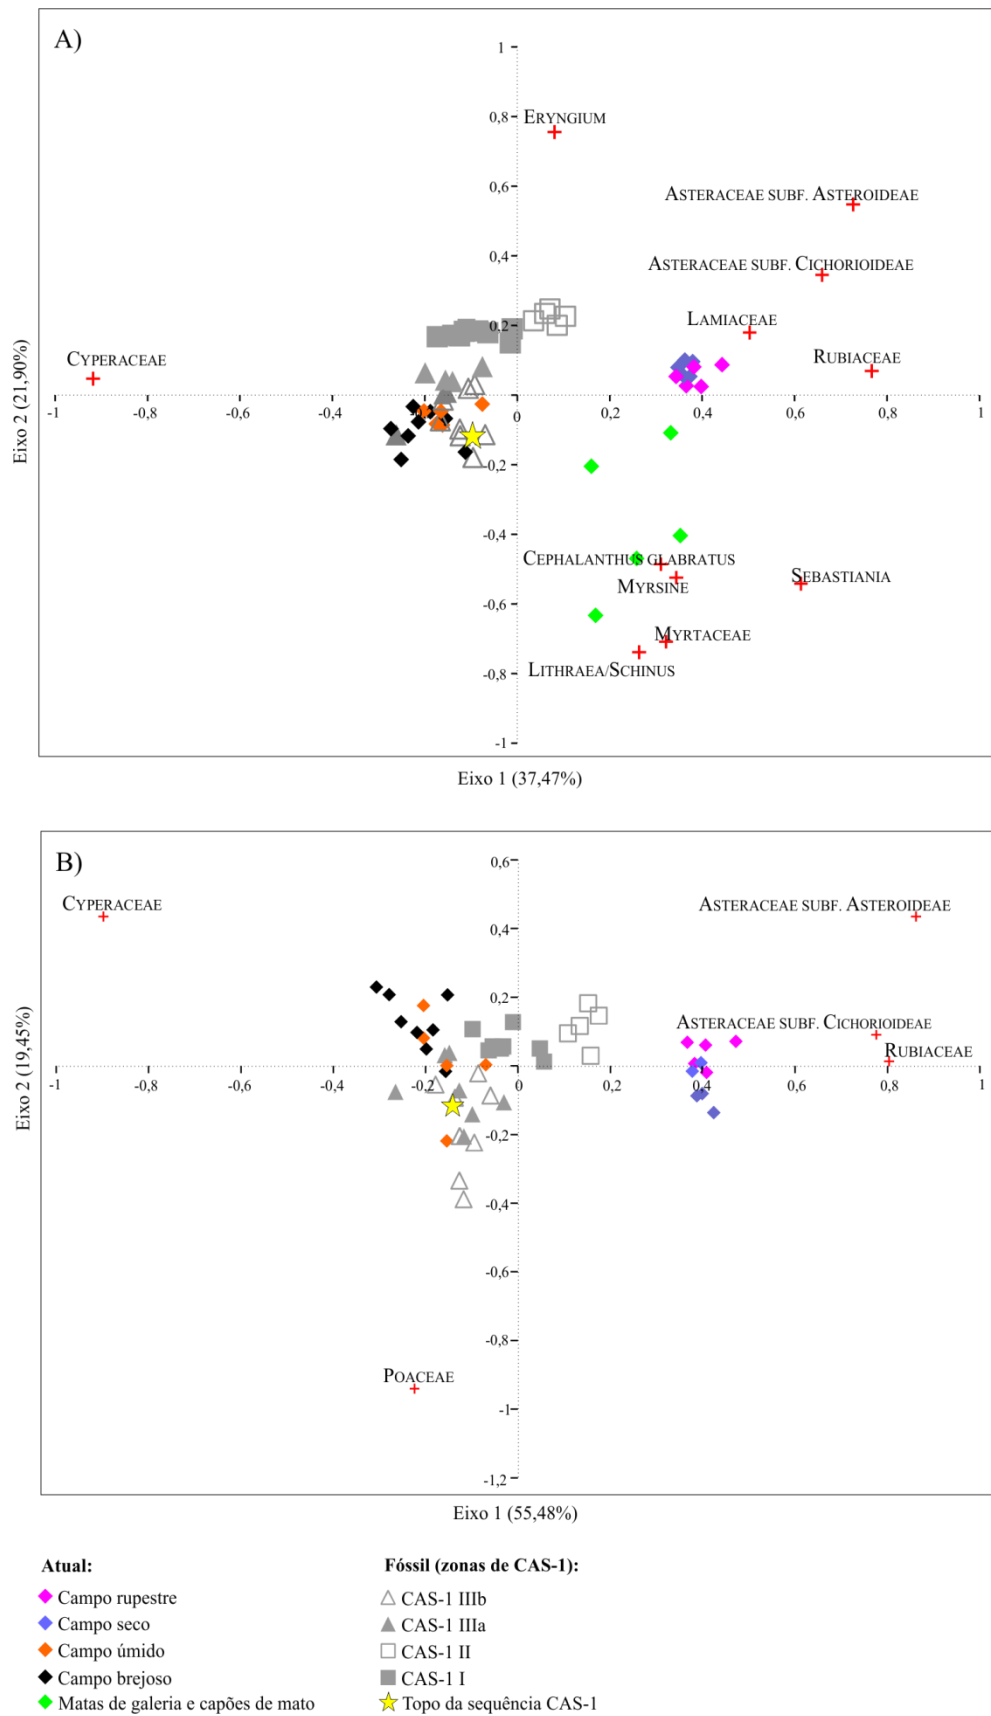 A)
1
ERYNGIUM
0,8
ASTERACEAE SUBF. ASTEROIDEAE
0,6
0,4
ASTERACEAE SUBF. CICHORIOIDEAE
0,2
LAMIACEAE
CYPERACEAE
RUBIACEAE
-1 -0,8 -0,6 -0,4 -0,2 0 0,2 0,4 0,6 0,8 1
-0,2
-0,4
CEPHALANTHUS GLABRATUS
MYRSINE
SEBASTIANIA
-0,6
MYRTACEAE
LITHRAEA/SCHINUS
-0,8
-1
Eixo 2 (21,90%)
Eixo 1 (37,47%)
B)
0,6
CYPERACEAE
ASTERACEAE SUBF. ASTEROIDEAE
0,4
0,2
ASTERACEAE SUBF. CICHORIOIDEAE
RUBIACEAE
-1 -0,8 -0,6 -0,4 -0,2 0 0,2 0,4 0,6 0,8 1
-0,2
-0,4
-0,6
-0,8
POACEAE
-1
-1,2
Eixo 2 (19,45%)
Eixo 1 (55,48%)
Atual:
Campo rupestre
Campo seco
Campo úmido
Campo brejoso
Matas de galeria e capões de mato
Fóssil (zonas de CAS-1):
CAS-1 IIIb
CAS-1 IIIa
CAS-1 II
CAS-1 I
Topo da sequência CAS-1